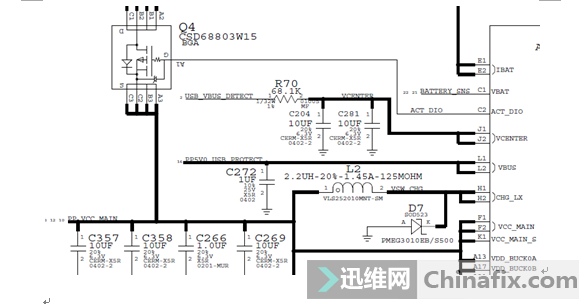 C1 B2 B1 A2
Q4
CSD68803W15
BGA
D
G
A1
C3 C2 B3 A3
R70
68.1K
USB_VBUS_DETECT
1/32W
1%
MF
VCENTER
C204
10UF
20%
6.3V
CERM-X5R
0402-2
C281
10UF
20%
6.3V
CERM-X5R
0402-2
E1
E2
IBAT
BATTERY_SNS
C1
VBAT
ACT_DIO
C2
ACT_DIO
J1
J2
VCENTER
PP5V0_USB_PROTECT
L1
L2
VBUS
C272
1UF
10%
25V
X5R
0402
L2
2.2UH-20%-1.45A-125MOHM
VLS252010MNT-SM
VSW_CHG
H1
H2
CHG_LX
D7
SOD523
A K
PMEG3010EB/S500
F1
F2
VCC_MAIN
K1
VCC_MAIN_S
PP_VCC_MAIN
C357
10UF
20%
6.3V
CERM-X5R
0402-2
C358
10UF
20%
6.3V
CERM-X5R
0402-2
C266
1.0UF
20%
6.3V
X5R
0201-MUR
C269
10UF
20%
6.3V
CERM-X5R
0402-2
A13
VDD_BUCK0A
A17
VDD_BUCK0B
迅维网 Chinafix.com